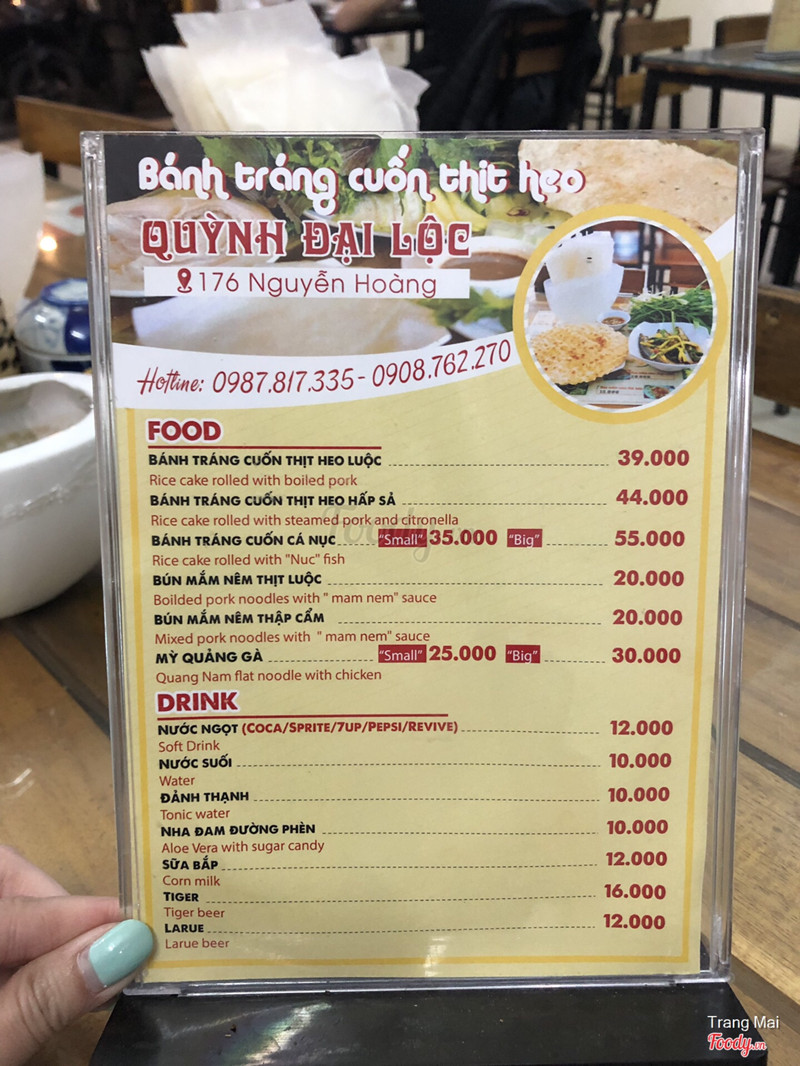 Bánh tráng cuốn thịt heo
QUỲNH ĐẠI LỘC
176 Nguyễn Hoàng
Hotline: 0987.817.335 - 0908.762.270
FOOD
BÁNH TRÁNG CUỐN THỊT HEO LUỘC 39.000
Rice cake rolled with boiled pork
BÁNH TRÁNG CUỐN THỊT HEO HẤP SẢ 44.000
Rice cake rolled with steamed pork and citronella
BÁNH TRÁNG CUỐN CÁ NỤC "Small" 35.000 "Big" 55.000
Rice cake rolled with "Nuc" fish
BÚN MẮM NÊM THỊT LUỘC 20.000
Boilded pork noodles with " mam nem" sauce
BÚN MẮM NÊM THẬP CẨM 20.000
Mixed pork noodles with " mam nem" sauce
MỲ QUẢNG GÀ "Small" 25.000 "Big" 30.000
Quang Nam flat noodle with chicken
DRINK
NƯỚC NGỌT (COCA/SPRITE/7UP/PEPSI/REVIVE) 12.000
Soft Drink
NƯỚC SUỐI 10.000
Water
ĐẢNH THẠNH 10.000
Tonic water
NHA ĐAM ĐƯỜNG PHÈN 10.000
Aloe Vera with sugar candy
SỮA BẮP 12.000
Corn milk
TIGER 16.000
Tiger beer
LARUE 12.000
Larue beer
Trang Mai
Foody.vn